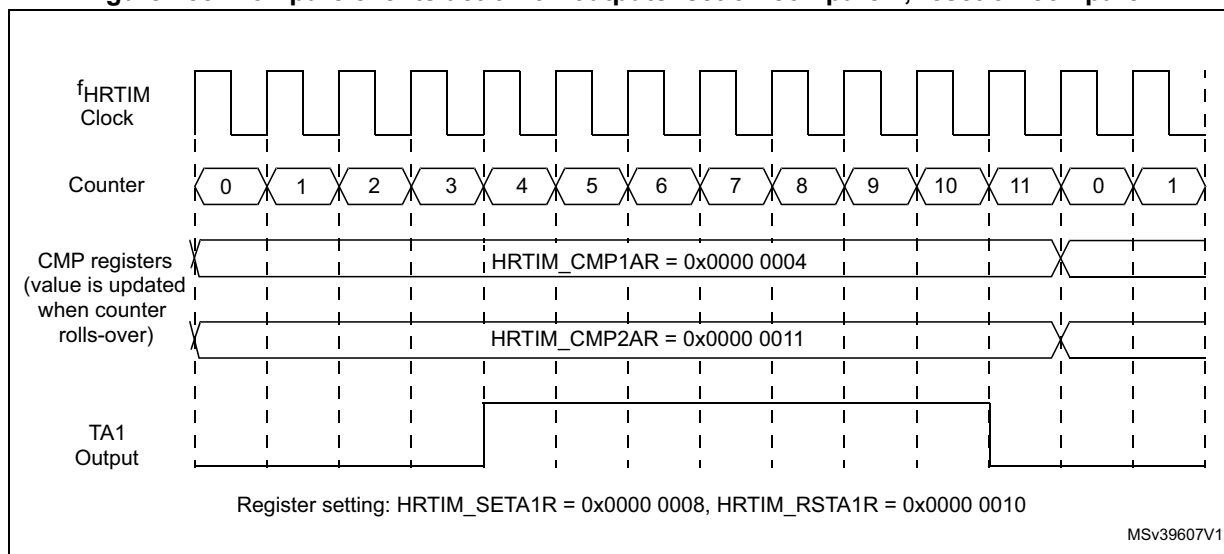 fHRTIM
Clock
Counter
0 1 2 3 4 5 6 7 8 9 10 11 0 1
CMP registers
(value is updated
when counter
rolls-over)
HRTIM_CMP1AR = 0x0000 0004
HRTIM_CMP2AR = 0x0000 0011
TA1
Output
Register setting: HRTIM_SETA1R = 0x0000 0008, HRTIM_RSTA1R = 0x0000 0010
MSv39607V1